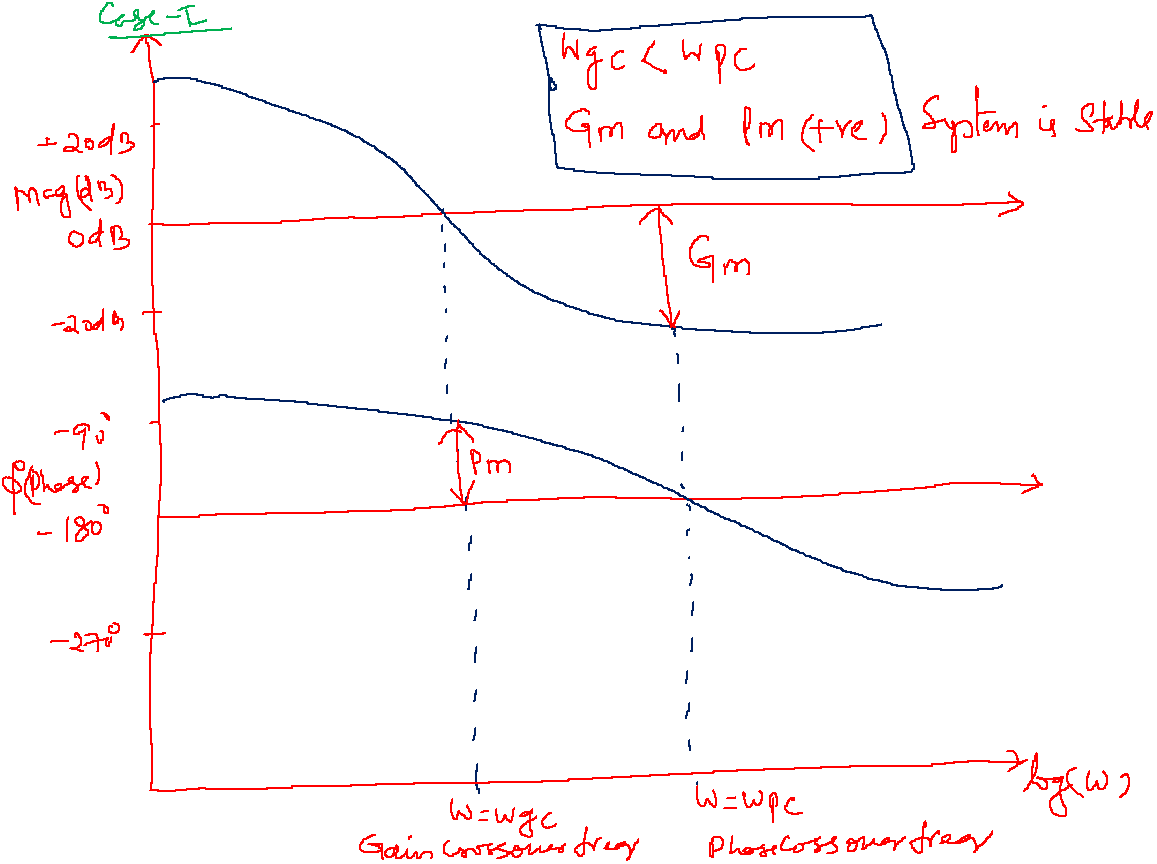 Case-I
Wgc < Wpc
Gm and Pm (+ve)
System is Stable
+20dB
Mag(dB)
0dB
-20dB
Gm
-90°
Pm
ϕ°(Phase)
-180°
-270°
log(W)
W=Wgc
W=Wpc
Gain Crossover freq
Phase Cossover freq